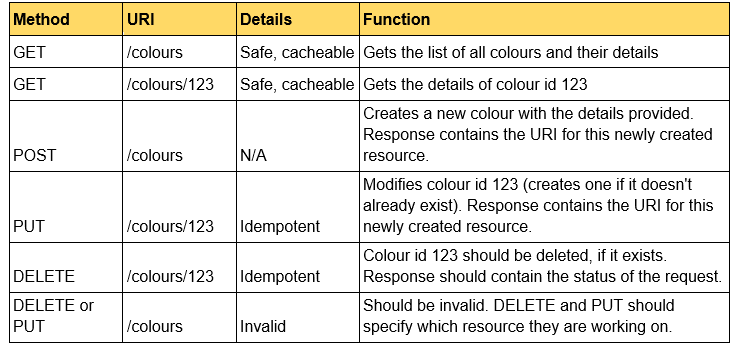 Method URI Details Function
GET /colours Safe, cacheable Gets the list of all colours and their details
GET /colours/123 Safe, cacheable Gets the details of colour id 123
Creates a new colour with the details provided.
Response contains the URI for this newly created
POST /colours N/A resource.
Modifies colour id 123 (creates one if it doesn't
already exist). Response contains the URI for this
PUT /colours/123 Idempotent newly created resource.
Colour id 123 should be deleted, if it exists.
DELETE /colours/123 Idempotent Response should contain the status of the request.
DELETE or Should be invalid. DELETE and PUT should
PUT /colours Invalid specify which resource they are working on.